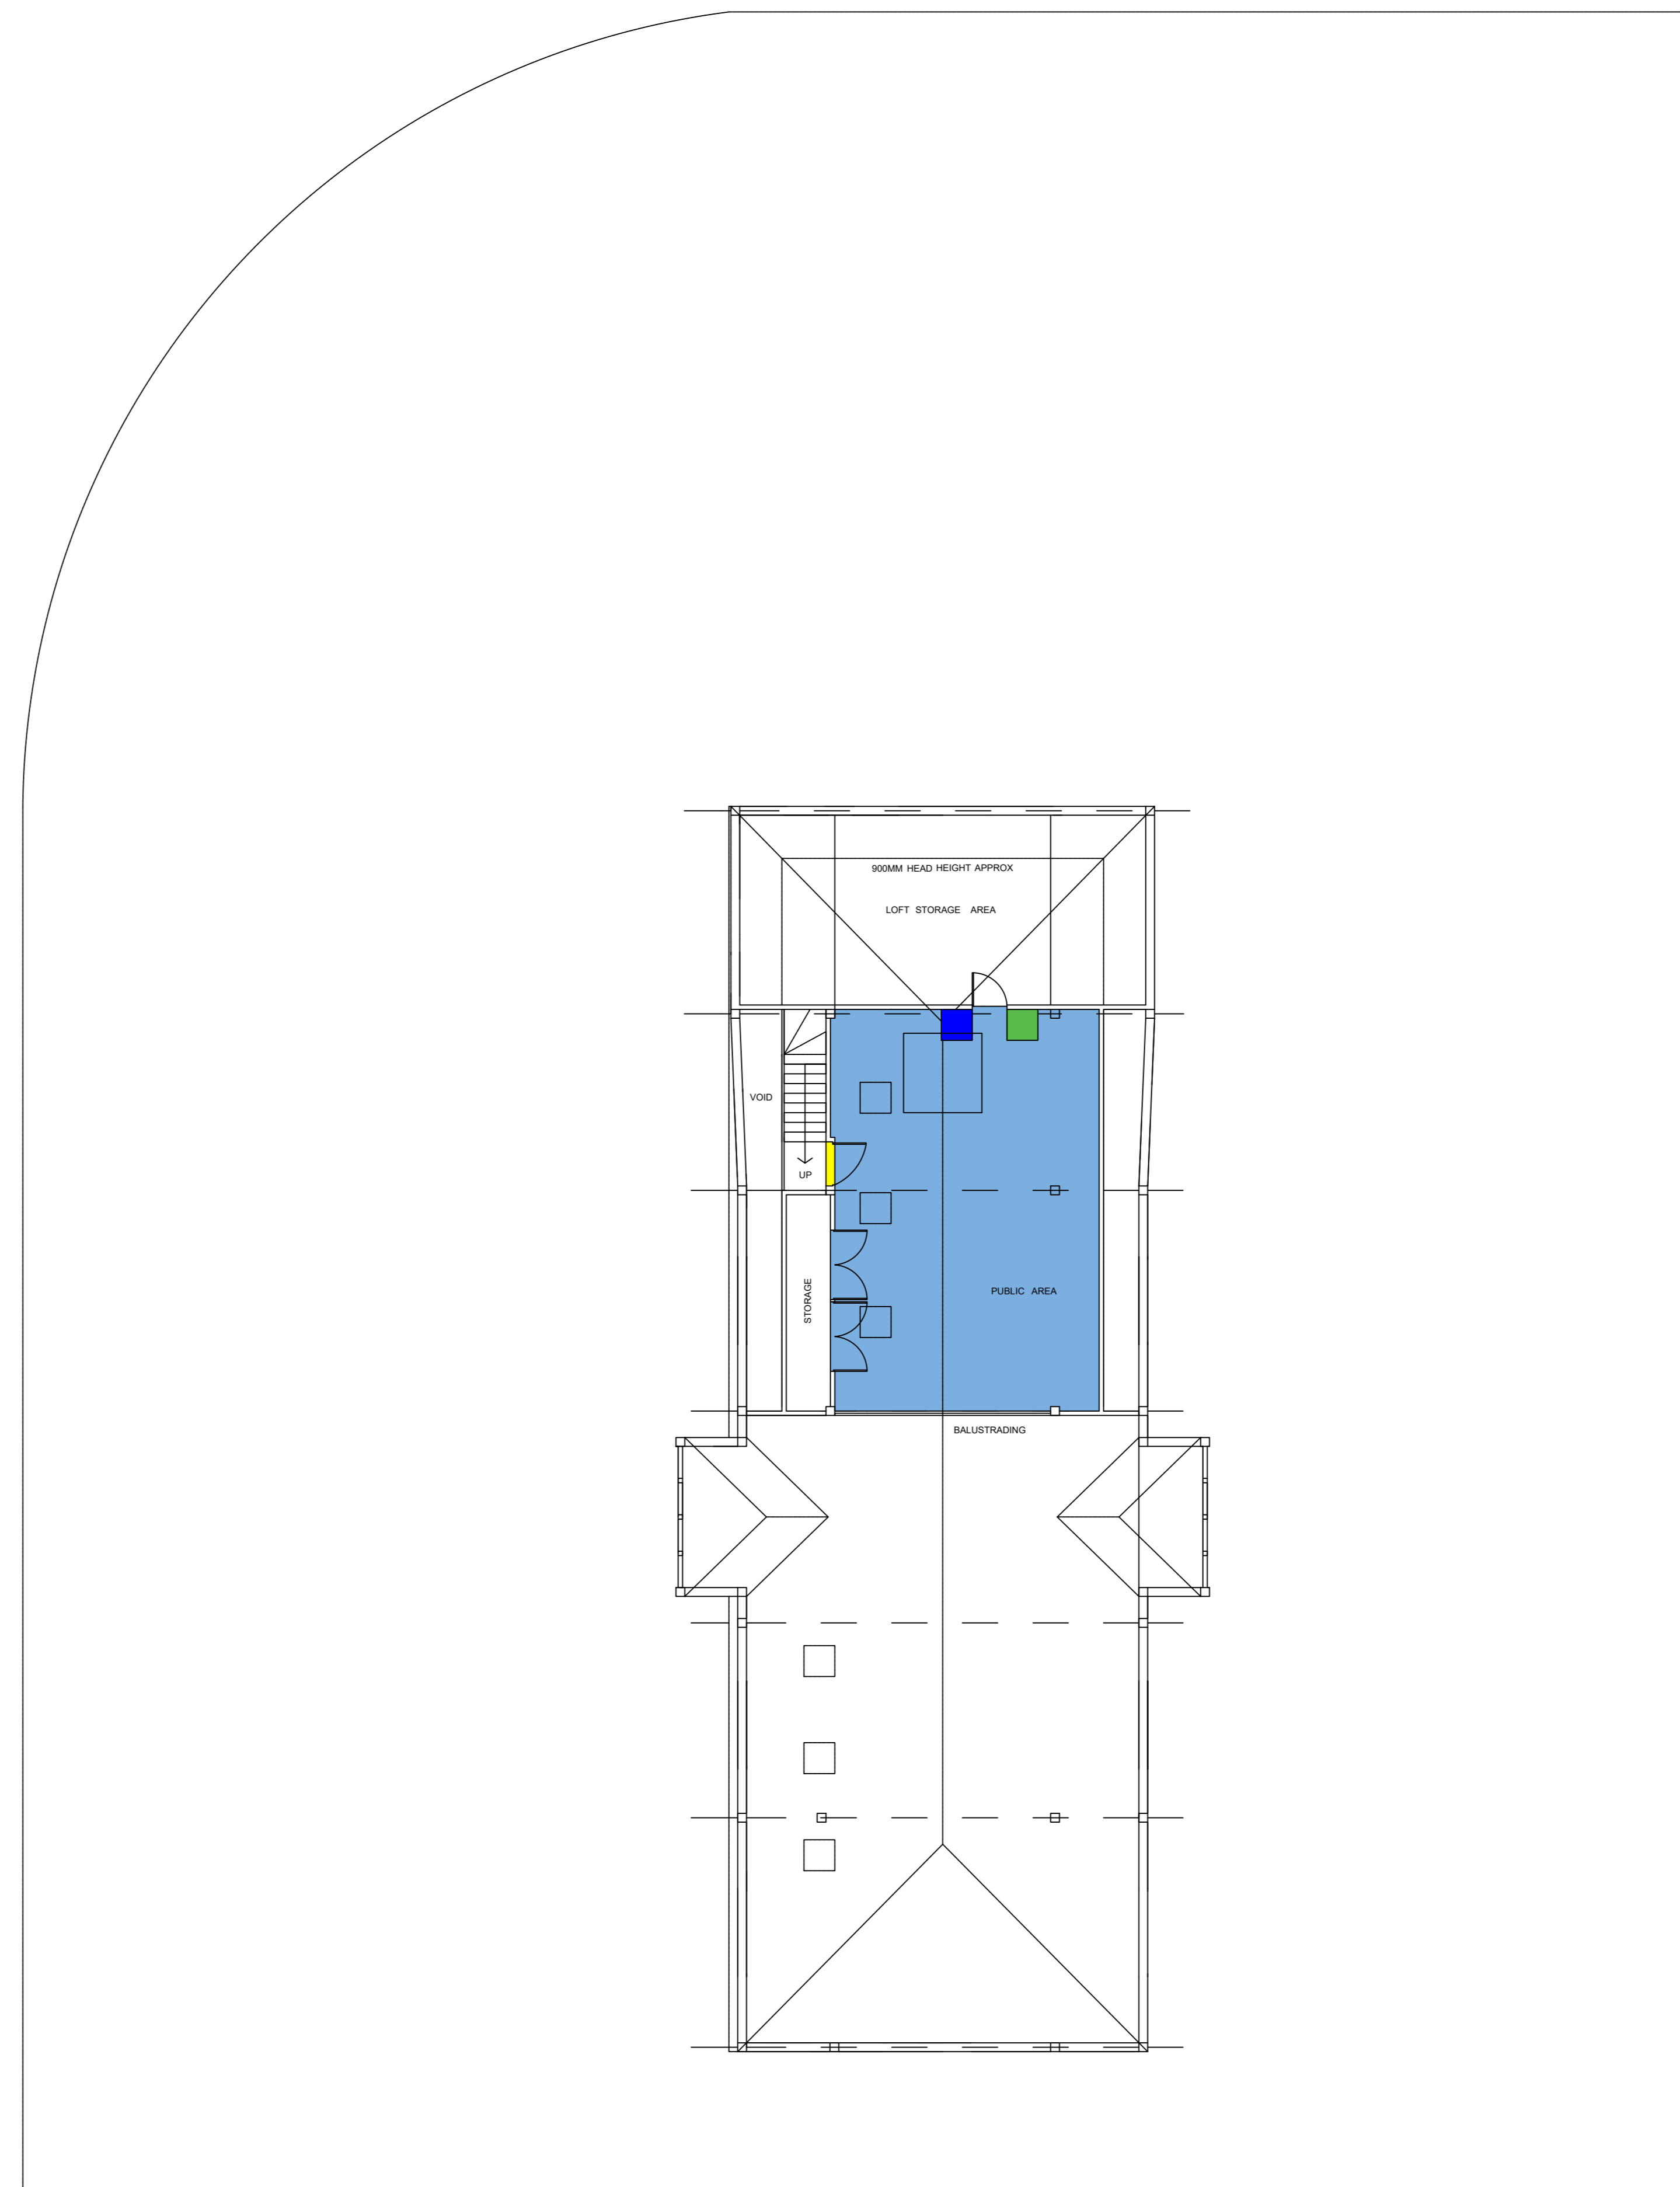 900MM HEAD HEIGHT APPROX
LOFT STORAGE AREA
VOID
UP
STORAGE
PUBLIC AREA
BALUSTRADING